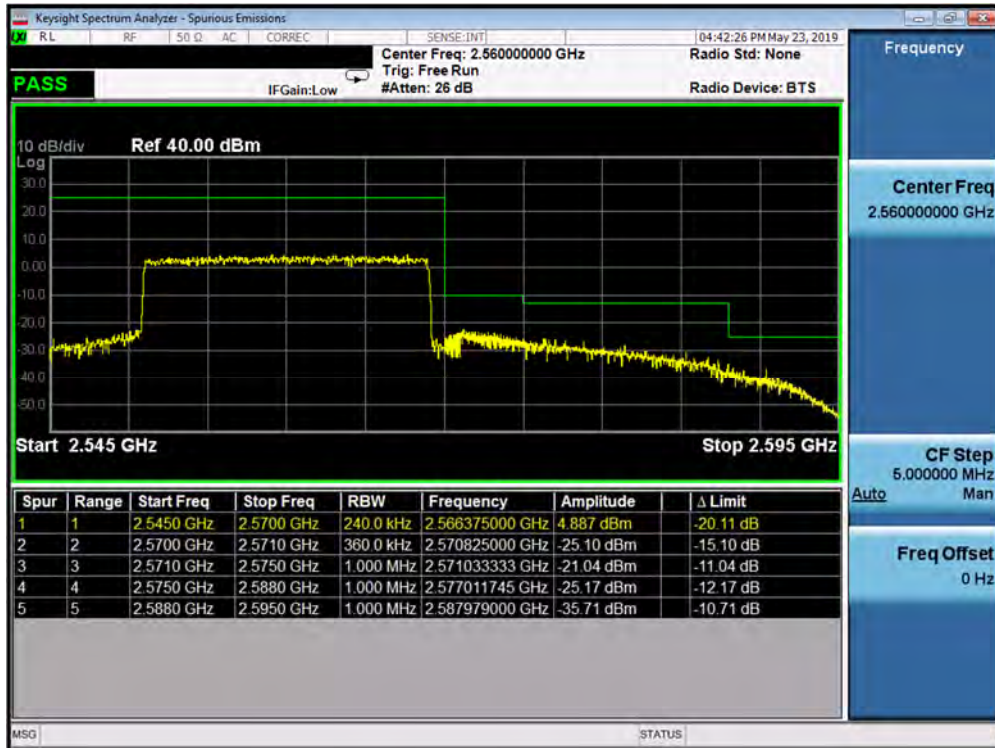 Keysight Spectrum Analyzer - Spurious Emissions
LXI RL RF 50 Ω AC CORREC SENSE:INT 04:42:26 PM May 23, 2019
Center Freq: 2.560000000 GHz Radio Std: None
Trig: Free Run
PASS IFGain:Low #Atten: 26 dB Radio Device: BTS
Frequency
10 dB/div Ref 40.00 dBm
Log
30.0
20.0
10.0
0.00
-10.0
-20.0
-30.0
-40.0
-50.0
Start 2.545 GHz Stop 2.595 GHz
Center Freq
2.560000000 GHz
CF Step
5.000000 MHz
Auto Man
Freq Offset
0 Hz
Spur Range Start Freq Stop Freq RBW Frequency Amplitude Δ Limit
1 1 2.5450 GHz 2.5700 GHz 240.0 kHz 2.566375000 GHz 4.887 dBm -20.11 dB
2 2 2.5700 GHz 2.5710 GHz 360.0 kHz 2.570825000 GHz -25.10 dBm -15.10 dB
3 3 2.5710 GHz 2.5750 GHz 1.000 MHz 2.571033333 GHz -21.04 dBm -11.04 dB
4 4 2.5750 GHz 2.5880 GHz 1.000 MHz 2.577011745 GHz -25.17 dBm -12.17 dB
5 5 2.5880 GHz 2.5950 GHz 1.000 MHz 2.587979000 GHz -35.71 dBm -10.71 dB
MSG STATUS